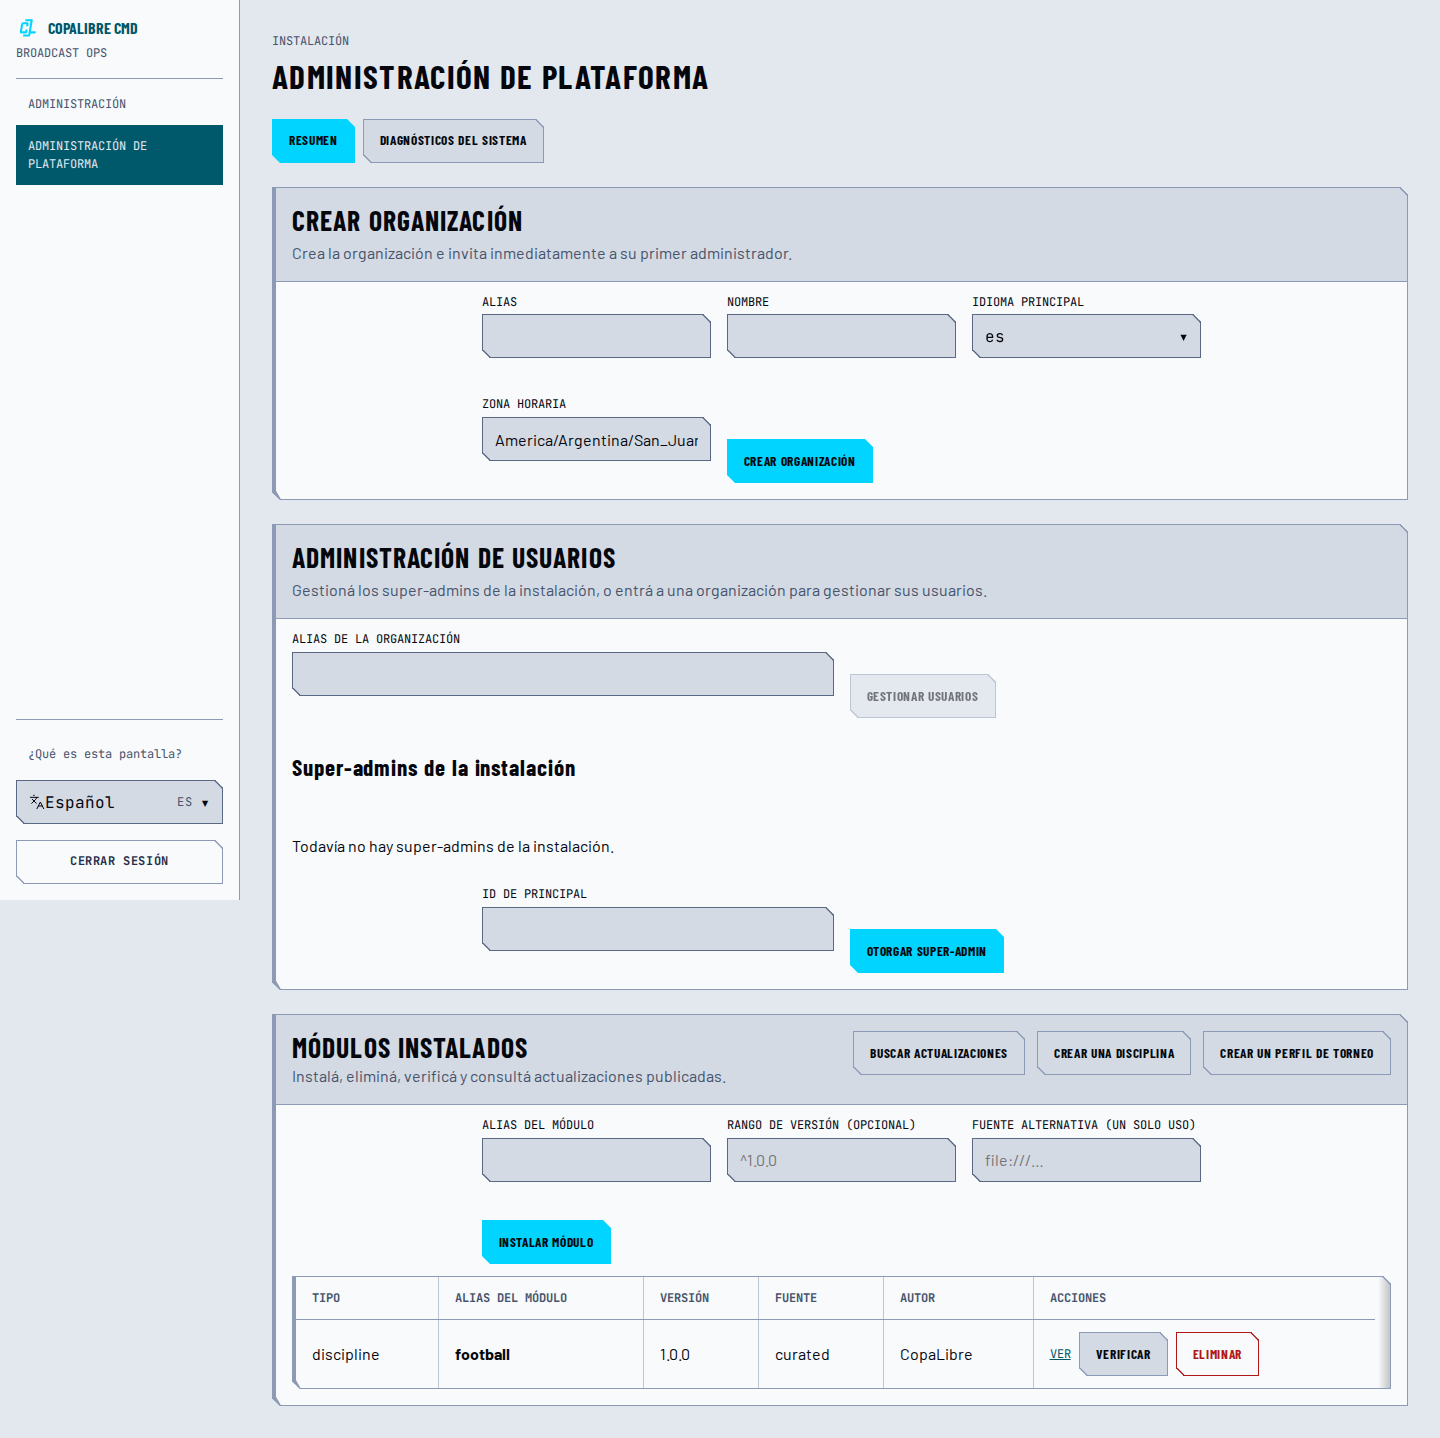 COPALIBRE CMD
BROADCAST OPS
ADMINISTRACIÓN
ADMINISTRACIÓN DE
PLATAFORMA
¿Qué es esta pantalla?
Español ES ▼
CERRAR SESIÓN
INSTALACIÓN
ADMINISTRACIÓN DE PLATAFORMA
RESUMEN DIAGNÓSTICOS DEL SISTEMA
CREAR ORGANIZACIÓN
Crea la organización e invita inmediatamente a su primer administrador.
ALIAS NOMBRE IDIOMA PRINCIPAL
es ▼
ZONA HORARIA
America/Argentina/San_Juan
CREAR ORGANIZACIÓN
ADMINISTRACIÓN DE USUARIOS
Gestioná los super-admins de la instalación, o entrá a una organización para gestionar sus usuarios.
ALIAS DE LA ORGANIZACIÓN
GESTIONAR USUARIOS
Super-admins de la instalación
Todavía no hay super-admins de la instalación.
ID DE PRINCIPAL
OTORGAR SUPER-ADMIN
MÓDULOS INSTALADOS
Instalá, eliminá, verificá y consultá actualizaciones publicadas.
BUSCAR ACTUALIZACIONES CREAR UNA DISCIPLINA CREAR UN PERFIL DE TORNEO
ALIAS DEL MÓDULO RANGO DE VERSIÓN (OPCIONAL) FUENTE ALTERNATIVA (UN SOLO USO)
^1.0.0 file:///...
INSTALAR MÓDULO
TIPO ALIAS DEL MÓDULO VERSIÓN FUENTE AUTOR ACCIONES
discipline football 1.0.0 curated CopaLibre VER VERIFICAR ELIMINAR